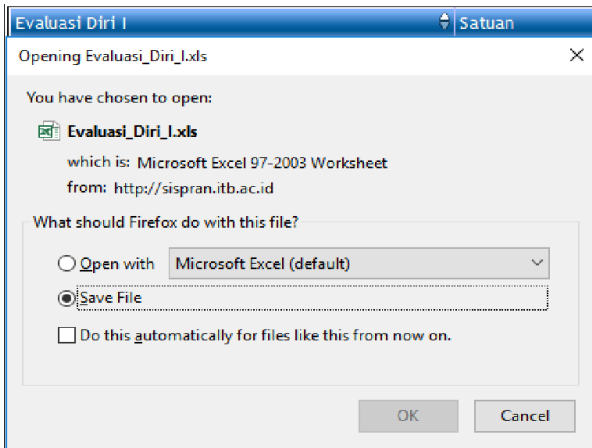 Evaluasi Diri I Satuan
Opening Evaluasi_Diri_I.xls
You have chosen to open:
Evaluasi_Diri_I.xls
which is: Microsoft Excel 97-2003 Worksheet
from: http://sispran.itb.ac.id
What should Firefox do with this file?
Open with Microsoft Excel (default)
Save File
Do this automatically for files like this from now on.
OK Cancel